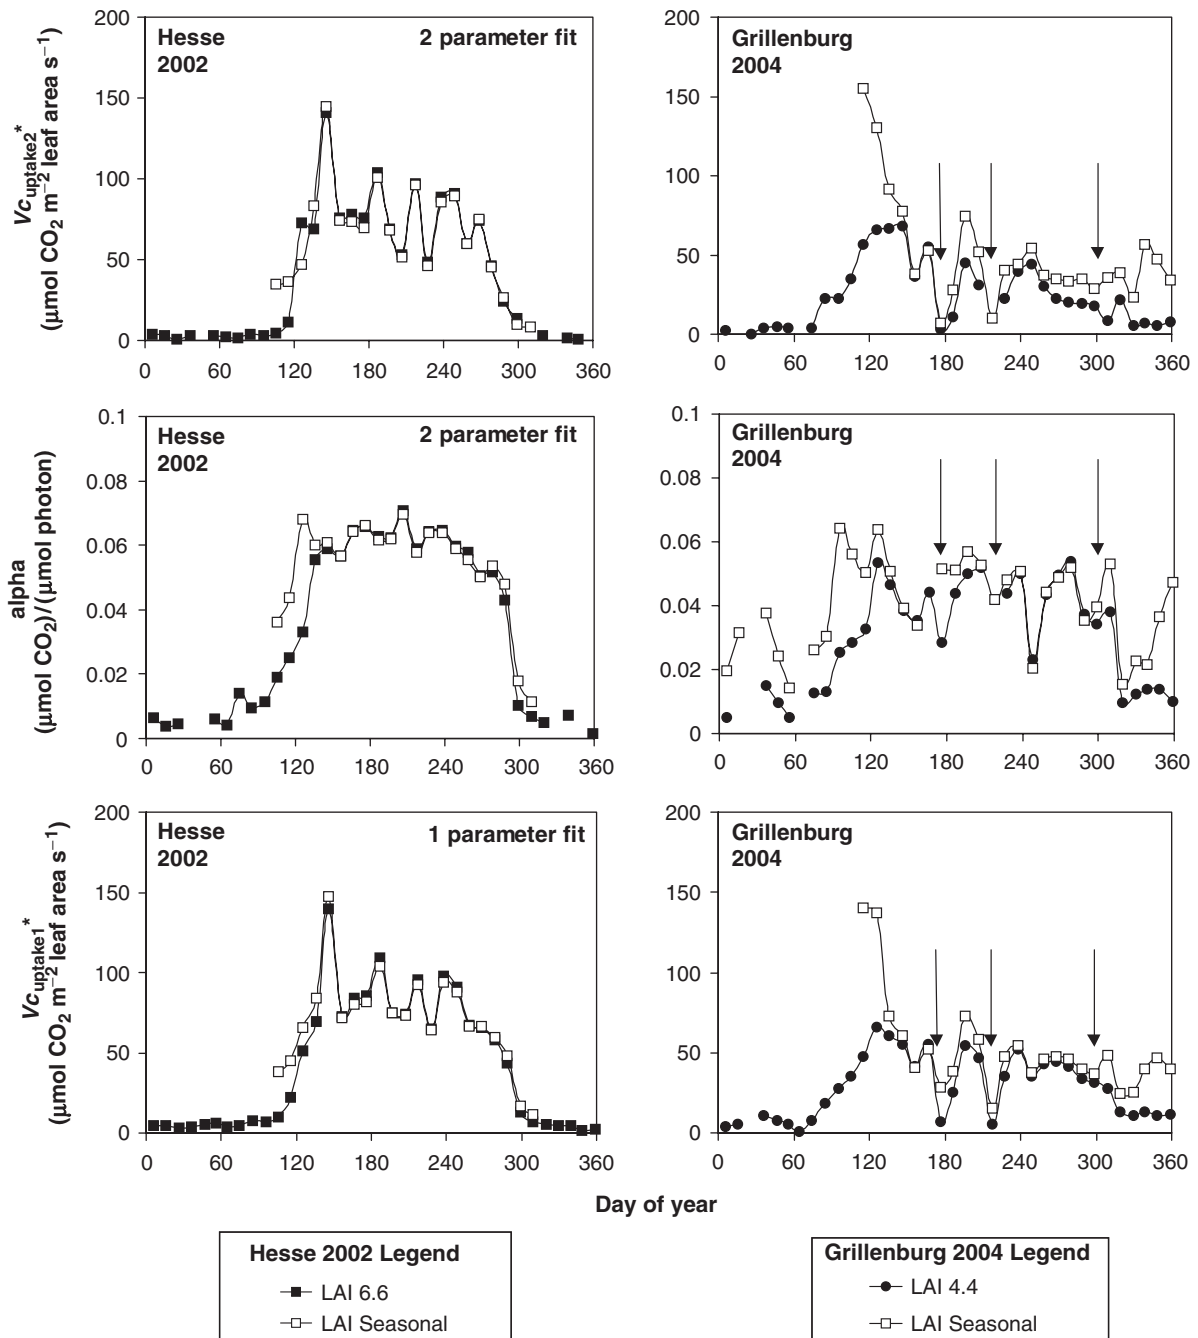 Hesse
2002
2 parameter fit
Vc*uptake2
(μmol CO2 m−2 leaf area s−1)
200
150
100
50
0
0 60 120 180 240 300 360
Grillenburg
2004
200
150
100
50
0
0 60 120 180 240 300 360
Hesse
2002
2 parameter fit
alpha
(μmol CO2)/(μmol photon)
0.1
0.08
0.06
0.04
0.02
0
0 60 120 180 240 300 360
Grillenburg
2004
0.1
0.08
0.06
0.04
0.02
0
0 60 120 180 240 300 360
Hesse
2002
1 parameter fit
Vc*uptake1
(μmol CO2 m−2 leaf area s−1)
200
150
100
50
0
0 60 120 180 240 300 360
Grillenburg
2004
200
150
100
50
0
0 60 120 180 240 300 360
Day of year
Hesse 2002 Legend
LAI 6.6
LAI Seasonal
Grillenburg 2004 Legend
LAI 4.4
LAI Seasonal